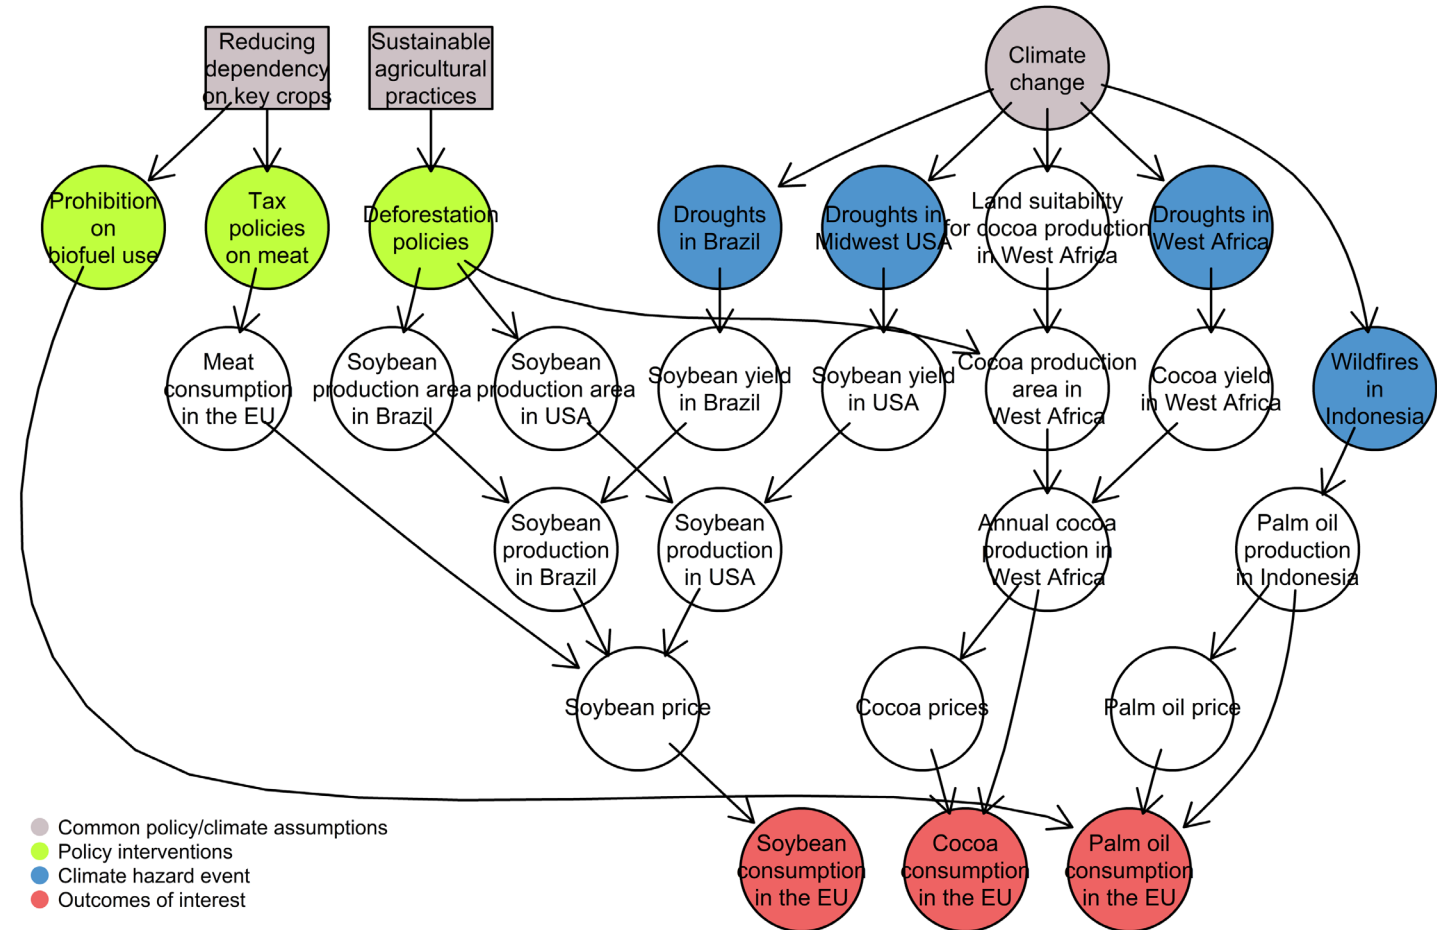 Reducing
dependency
on key crops
Sustainable
agricultural
practices
Climate
change
Prohibition
on
biofuel use
Tax
policies
on meat
Deforestation
policies
Droughts
in Brazil
Droughts in
Midwest USA
Land suitability
for cocoa production
in West Africa
Droughts in
West Africa
Meat
consumption
in the EU
Soybean
production area
in Brazil
Soybean
production area
in USA
Soybean yield
in Brazil
Soybean yield
in USA
Cocoa production
area in
West Africa
Cocoa yield
in West Africa
Wildfires
in
Indonesia
Soybean
production
in Brazil
Soybean
production
in USA
Annual cocoa
production in
West Africa
Palm oil
production
in Indonesia
Soybean price
Cocoa prices
Palm oil price
Soybean
consumption
in the EU
Cocoa
consumption
in the EU
Palm oil
consumption
in the EU
Common policy/climate assumptions
Policy interventions
Climate hazard event
Outcomes of interest